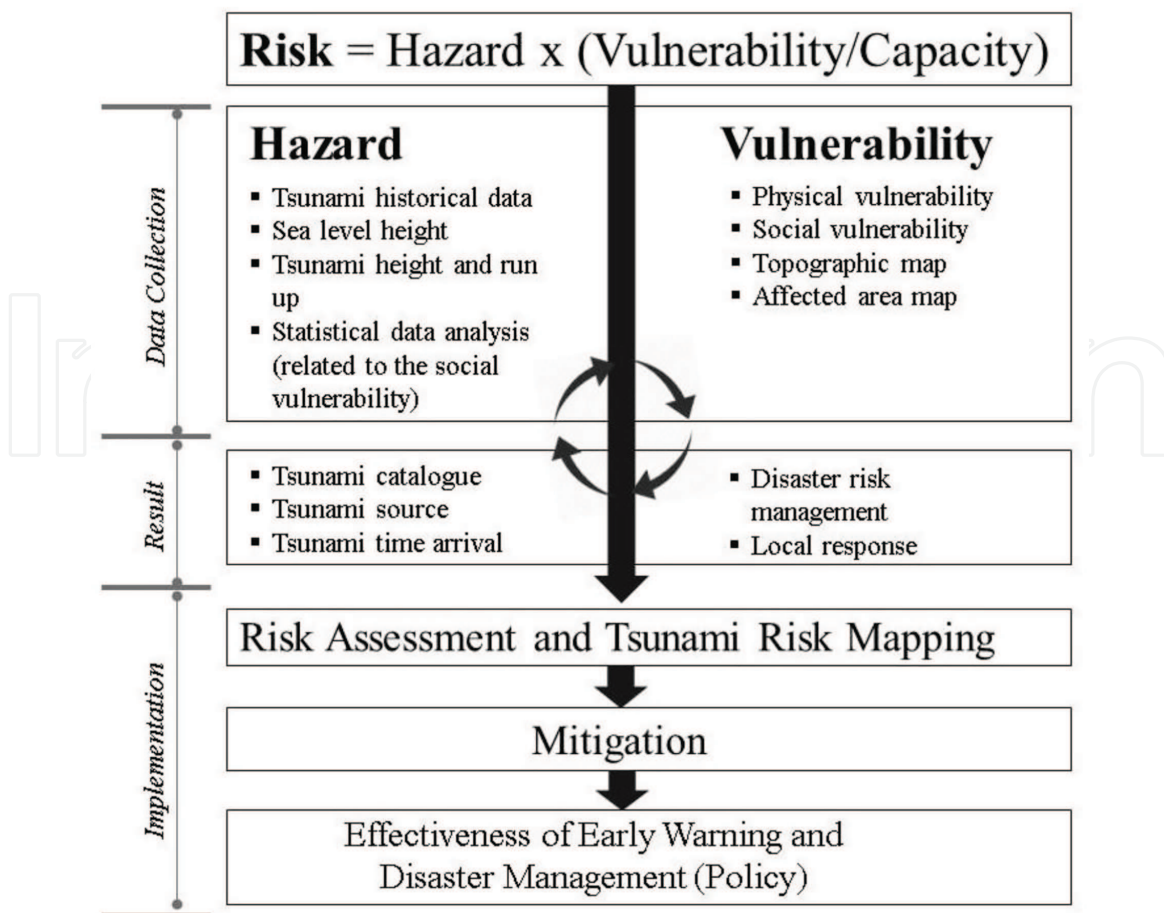 Risk = Hazard x (Vulnerability/Capacity)
Data Collection
Hazard
▪ Tsunami historical data
▪ Sea level height
▪ Tsunami height and run
up
▪ Statistical data analysis
(related to the social
vulnerability)
Vulnerability
▪ Physical vulnerability
▪ Social vulnerability
▪ Topographic map
▪ Affected area map
Result
▪ Tsunami catalogue
▪ Tsunami source
▪ Tsunami time arrival
▪ Disaster risk
management
▪ Local response
Implementation
Risk Assessment and Tsunami Risk Mapping
Mitigation
Effectiveness of Early Warning and
Disaster Management (Policy)